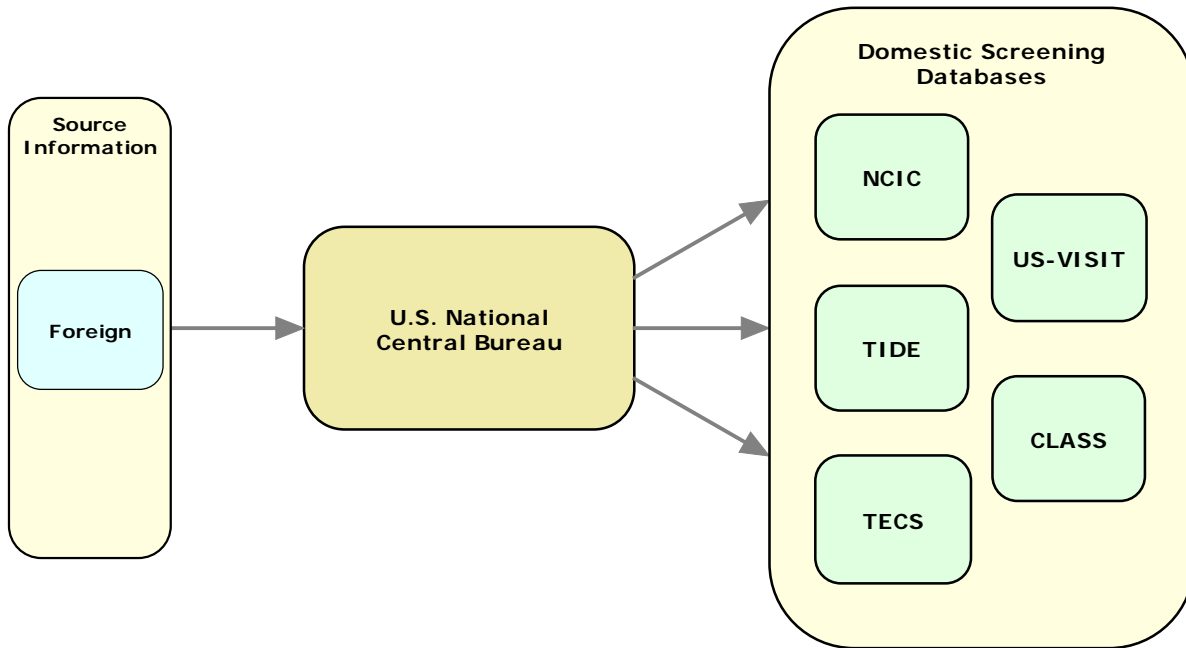 Source
Information
Foreign
U.S. National
Central Bureau
Domestic Screening
Databases
NCIC
US-VISIT
TIDE
CLASS
TECS